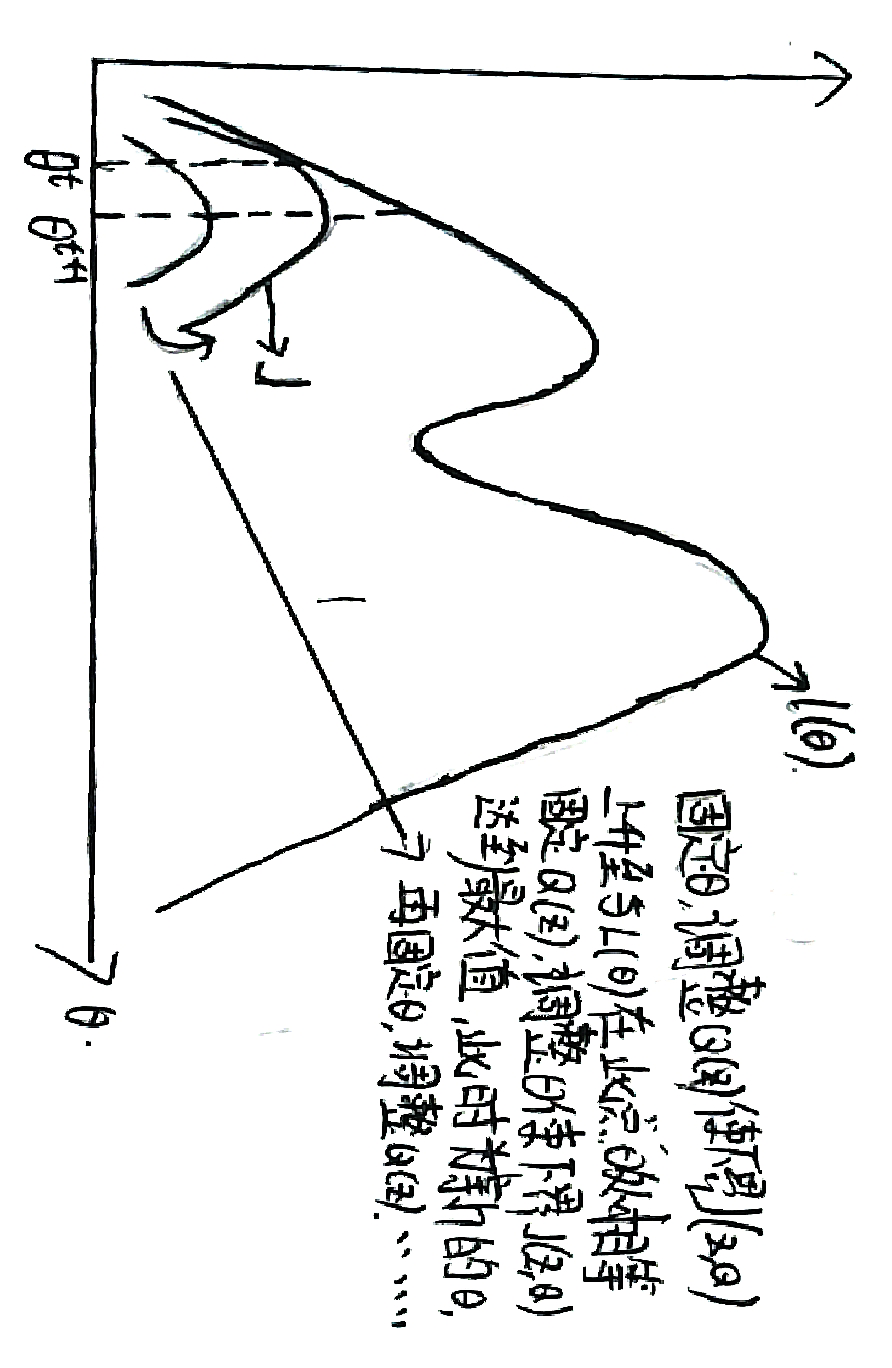 L(θ).
J
θt θt+1
θ.
固定θ,调整Q(z)使下界J(z,Q)
上升至与L(θ)在此点θ处相等
固定Q(z),调整θ使下界J(z,Q)
达到最大值,此时为新的θ,
再固定θ,调整Q(z).……